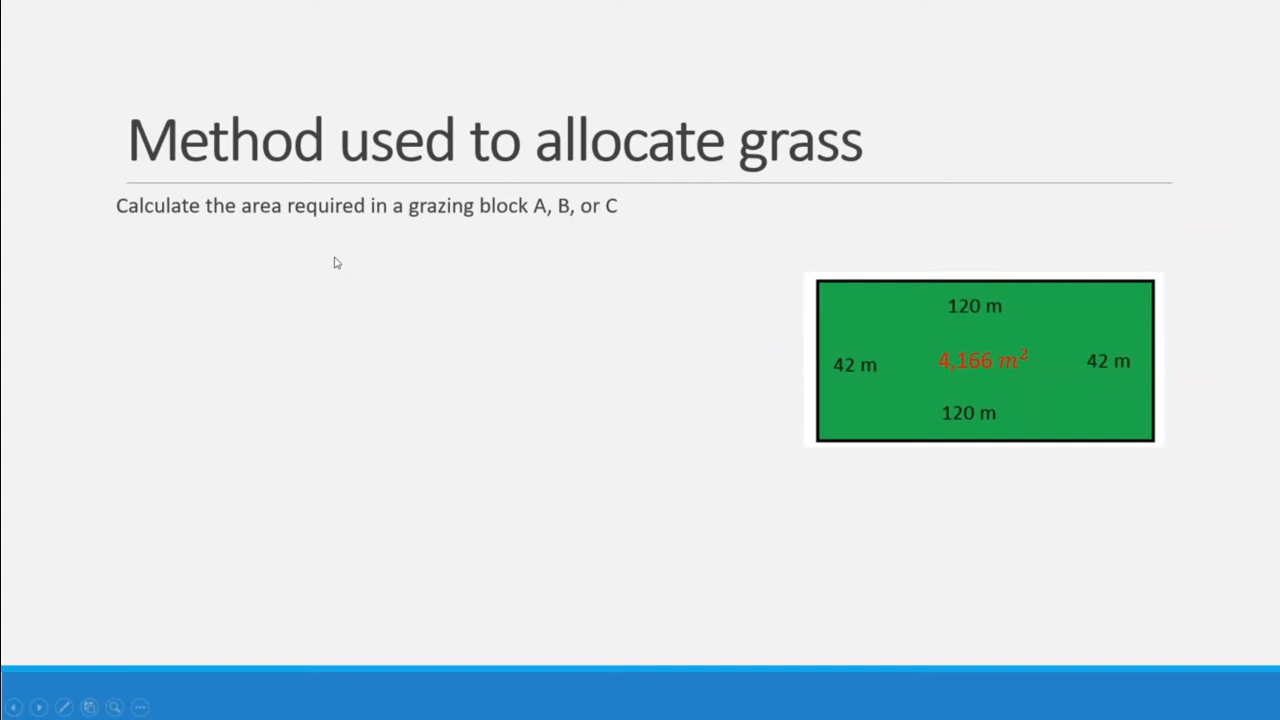 Method used to allocate grass
Calculate the area required in a grazing block A, B, or C
120 m
42 m
4,166 m²
42 m
120 m